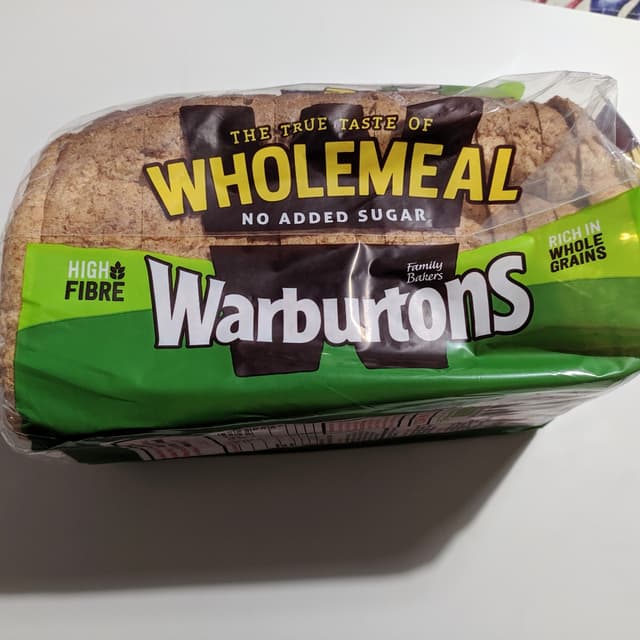 THE TRUE TASTE OF
WHOLEMEAL
NO ADDED SUGAR
HIGH
FIBRE
Family
Bakers
Warburtons
RICH IN
WHOLE
GRAINS